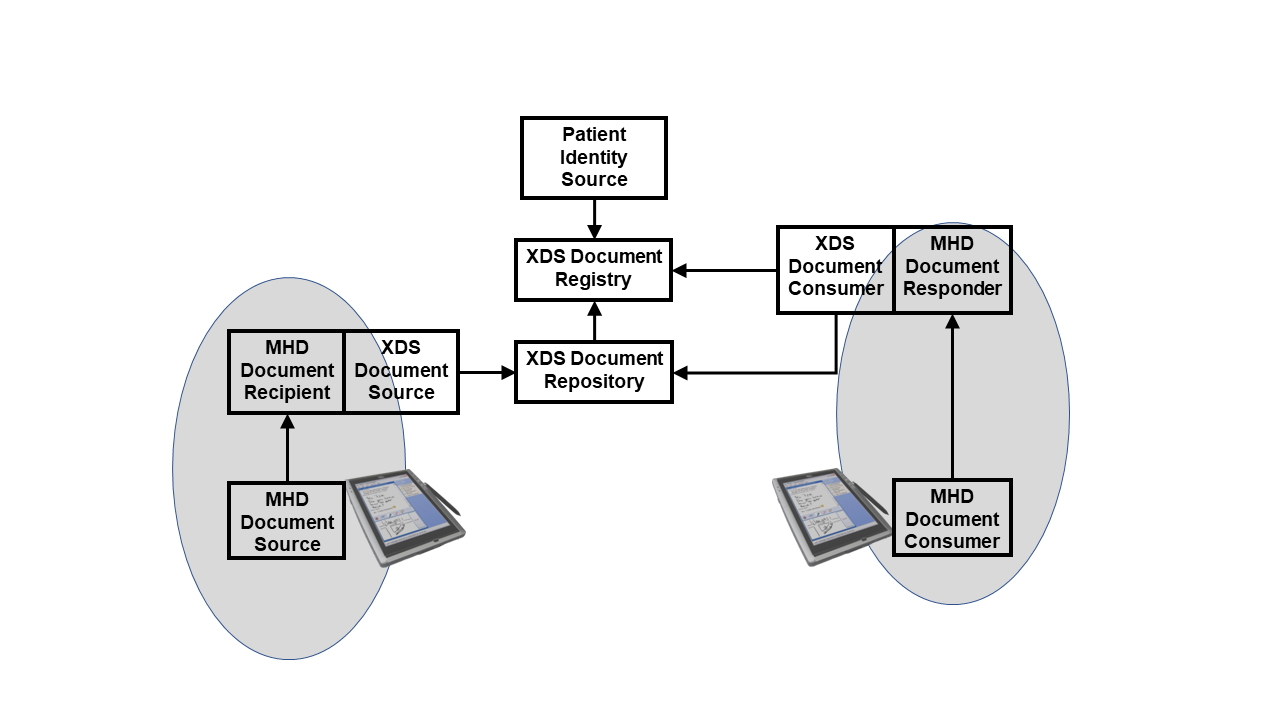 Patient
Identity
Source
XDS Document
Registry
XDS
Document
Consumer
MHD
Document
Responder
MHD
Document
Recipient
XDS
Document
Source
XDS Document
Repository
MHD
Document
Source
MHD
Document
Consumer